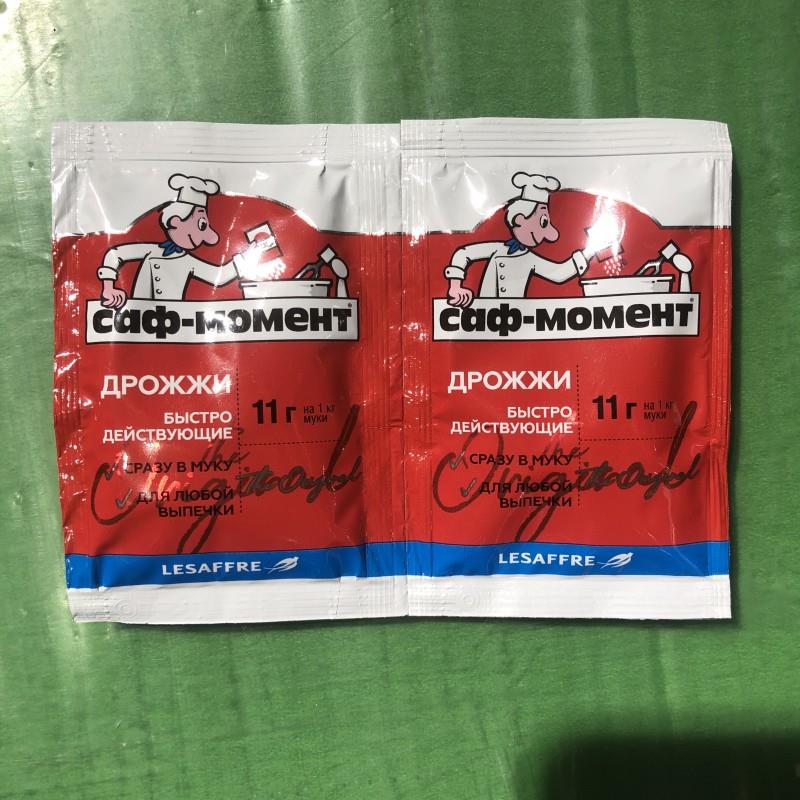 саф-момент
ДРОЖЖИ
БЫСТРО
ДЕЙСТВУЮЩИЕ
11 г на 1 кг
муки
✓ СРАЗУ В МУКУ
✓ ДЛЯ ЛЮБОЙ
ВЫПЕЧКИ
LESAFFRE
саф-момент
ДРОЖЖИ
БЫСТРО
ДЕЙСТВУЮЩИЕ
11 г на 1 кг
муки
✓ СРАЗУ В МУКУ
✓ ДЛЯ ЛЮБОЙ
ВЫПЕЧКИ
LESAFFRE